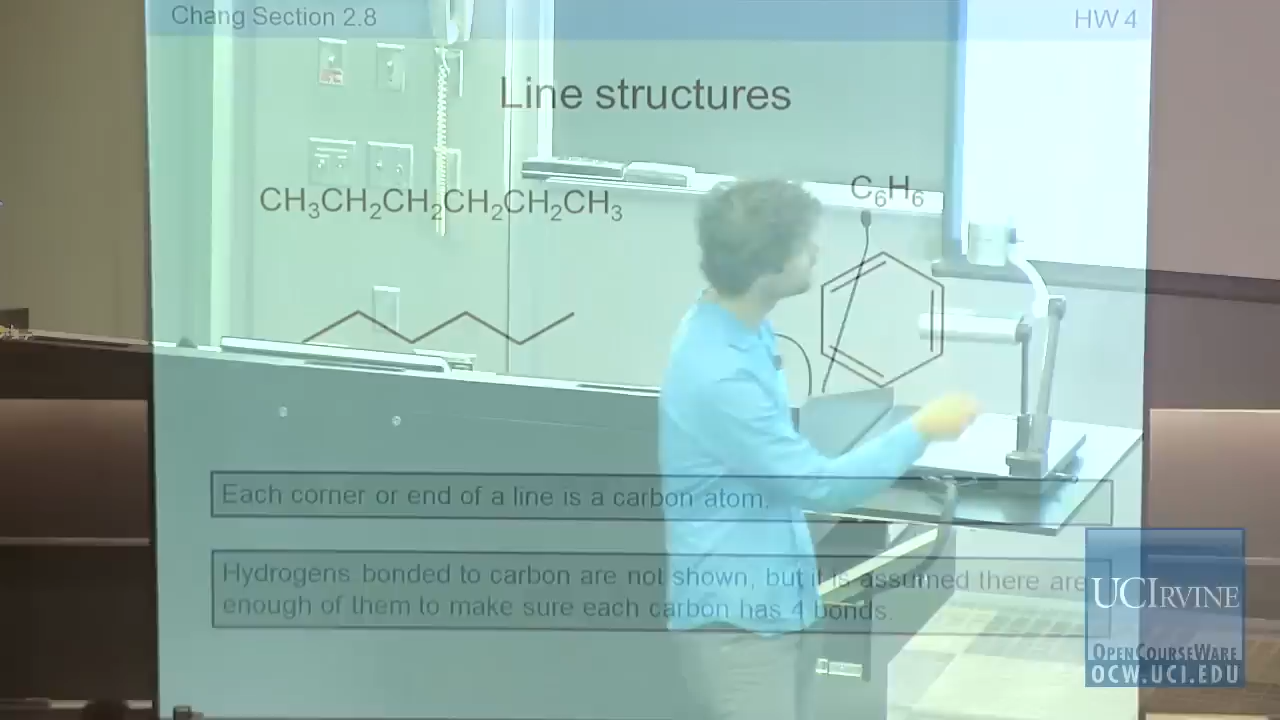 Chang Section 2.8
HW 4
Line structures
CH₃CH₂CH₂CH₂CH₂CH₃
C₆H₆
Each corner or end of a line is a carbon atom.
Hydrogens bonded to carbon are not shown, but it is assumed there are
enough of them to make sure each carbon has 4 bonds.
UCIRVINE
OPENCOURSEWARE
OCW.UCI.EDU